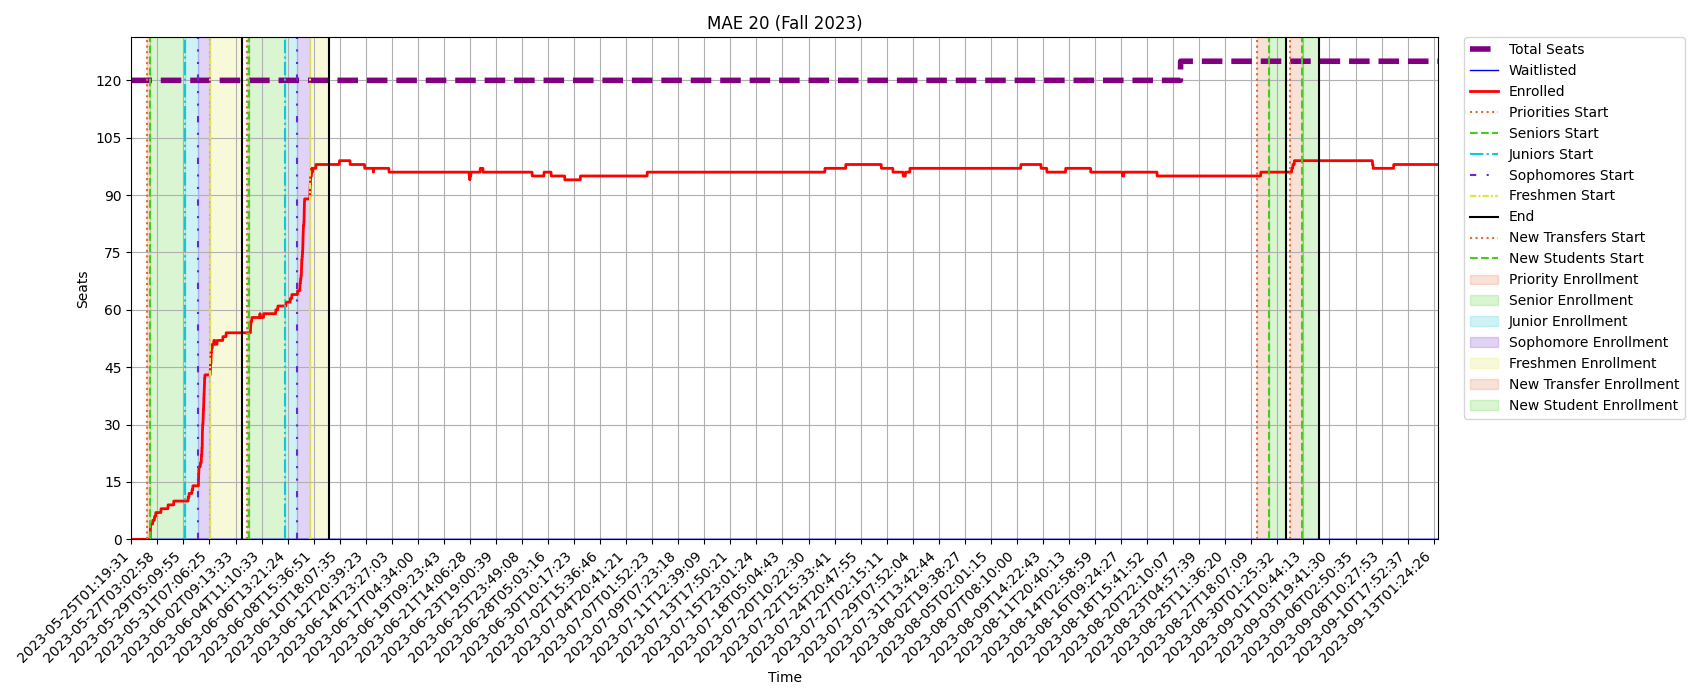 MAE 20 (Fall 2023)
Seats
120
105
90
75
60
45
30
15
0
2023-05-25T01:19:31
2023-05-27T03:02:58
2023-05-29T05:09:55
2023-05-31T07:06:25
2023-06-02T09:13:33
2023-06-04T11:10:33
2023-06-06T13:21:24
2023-06-08T15:36:51
2023-06-10T18:07:35
2023-06-12T20:39:23
2023-06-14T23:27:03
2023-06-17T04:34:00
2023-06-19T09:23:43
2023-06-21T14:06:28
2023-06-23T19:00:39
2023-06-25T23:49:08
2023-06-28T05:03:16
2023-06-30T10:17:23
2023-07-02T15:36:46
2023-07-04T20:41:21
2023-07-07T01:52:23
2023-07-09T07:23:18
2023-07-11T12:39:09
2023-07-13T17:50:21
2023-07-15T23:01:24
2023-07-18T05:04:43
2023-07-20T10:22:30
2023-07-22T15:33:41
2023-07-24T20:47:55
2023-07-27T02:15:11
2023-07-29T07:52:04
2023-07-31T13:42:44
2023-08-02T19:38:27
2023-08-05T02:01:15
2023-08-07T08:10:00
2023-08-09T14:22:43
2023-08-11T20:40:13
2023-08-14T02:58:59
2023-08-16T09:24:27
2023-08-18T15:41:52
2023-08-20T22:10:07
2023-08-23T04:57:39
2023-08-25T11:36:20
2023-08-27T18:07:09
2023-08-30T01:25:32
2023-09-01T10:44:13
2023-09-03T19:41:30
2023-09-06T02:50:35
2023-09-08T10:27:53
2023-09-10T17:52:37
2023-09-13T01:24:26
Time
Total Seats
Waitlisted
Enrolled
Priorities Start
Seniors Start
Juniors Start
Sophomores Start
Freshmen Start
End
New Transfers Start
New Students Start
Priority Enrollment
Senior Enrollment
Junior Enrollment
Sophomore Enrollment
Freshmen Enrollment
New Transfer Enrollment
New Student Enrollment